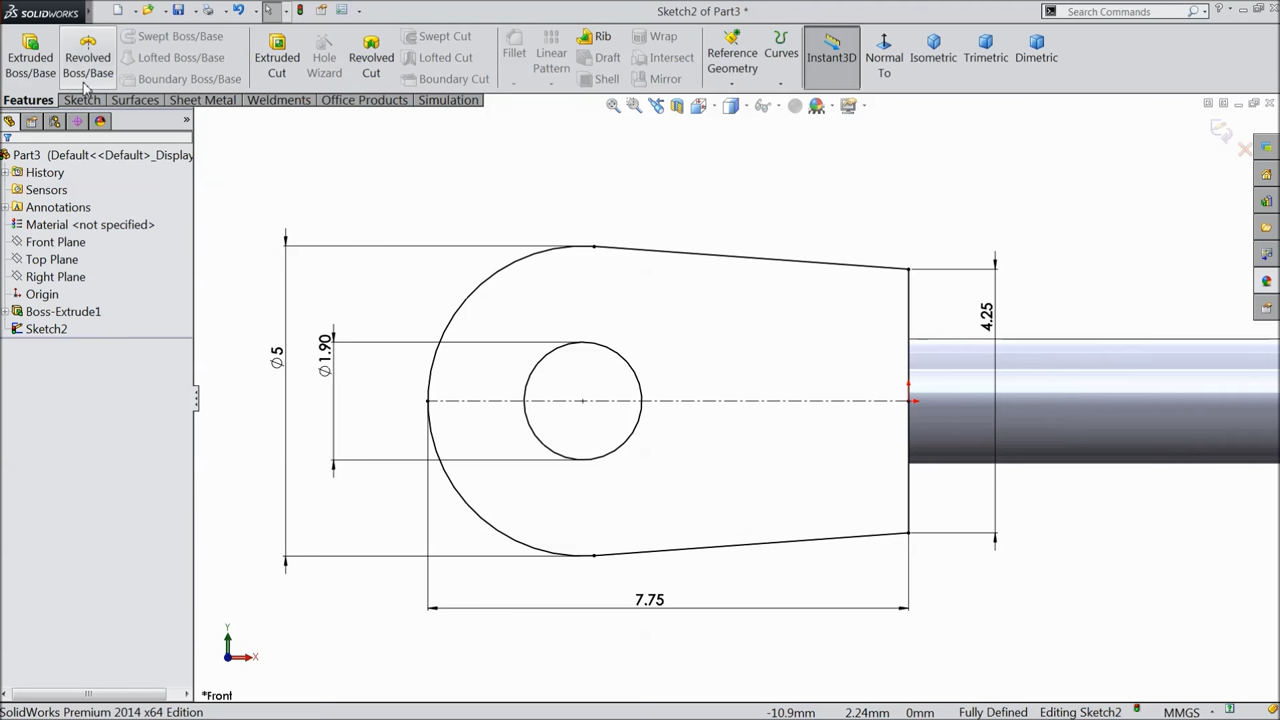 SOLIDWORKS
Sketch2 of Part3 *
Search Commands
Extruded Boss/Base
Revolved Boss/Base
Swept Boss/Base
Lofted Boss/Base
Boundary Boss/Base
Extruded Cut
Hole Wizard
Revolved Cut
Swept Cut
Lofted Cut
Boundary Cut
Fillet
Linear Pattern
Rib
Draft
Shell
Wrap
Intersect
Mirror
Reference Geometry
Curves
Instant3D
Normal To
Isometric
Trimetric
Dimetric
Features
Sketch
Surfaces
Sheet Metal
Weldments
Office Products
Simulation
Part3 (Default<<Default>_Display
History
Sensors
Annotations
Material <not specified>
Front Plane
Top Plane
Right Plane
Origin
Boss-Extrude1
Sketch2
∅5
∅1.90
4.25
7.75
Y
X
*Front
SolidWorks Premium 2014 x64 Edition
-10.9mm
2.24mm
0mm
Fully Defined
Editing Sketch2
MMGS